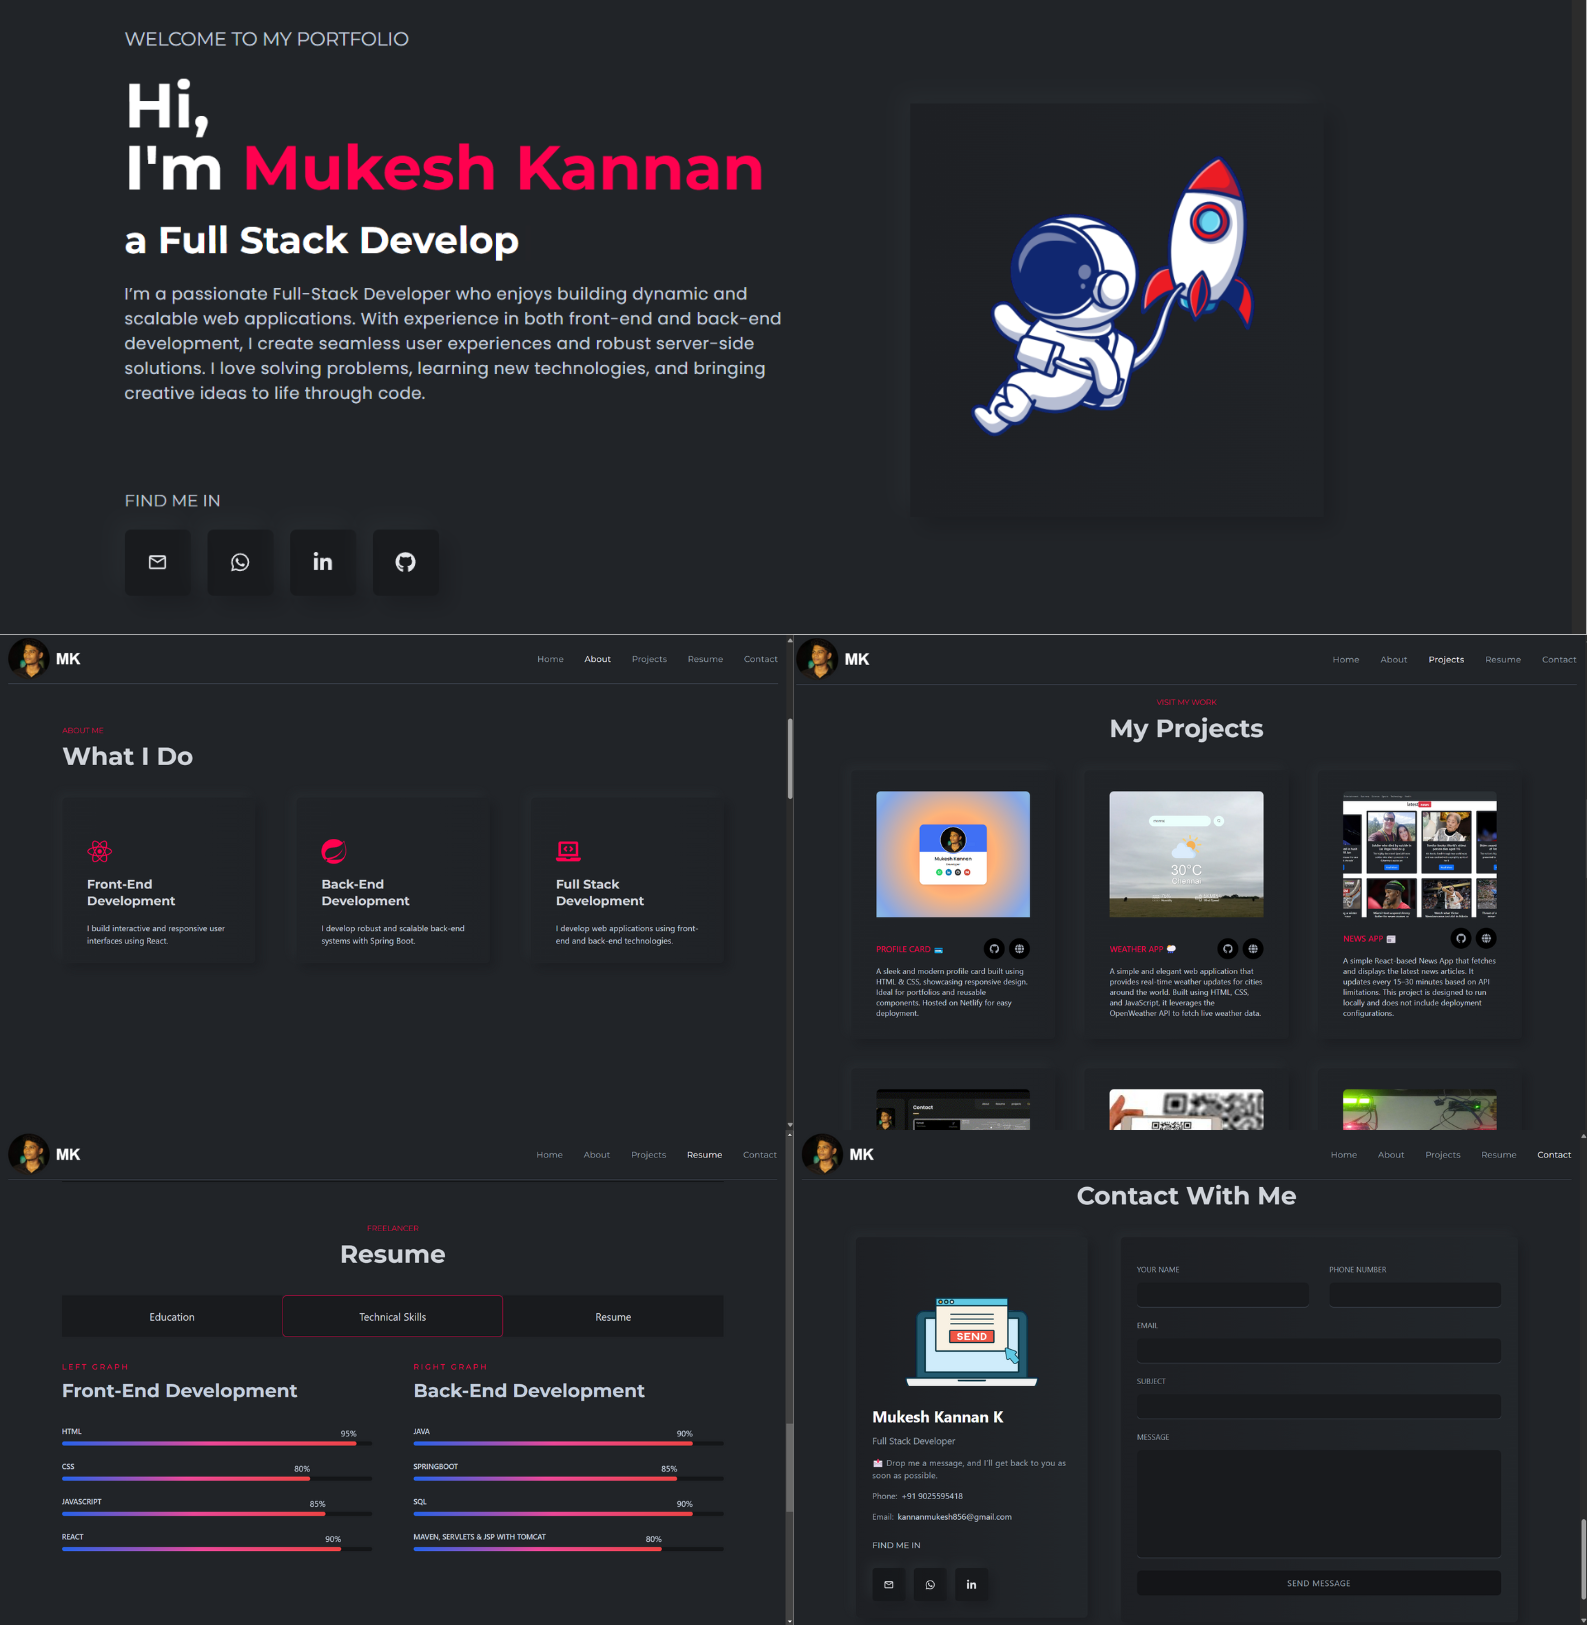 WELCOME TO MY PORTFOLIO
Hi,
I'm Mukesh Kannan
a Full Stack Develop
I'm a passionate Full-Stack Developer who enjoys building dynamic and
scalable web applications. With experience in both front-end and back-end
development, I create seamless user experiences and robust server-side
solutions. I love solving problems, learning new technologies, and bringing
creative ideas to life through code.
FIND ME IN
in
MK
Home About Projects Resume Contact
ABOUT ME
What I Do
Front-End
Development
I build interactive and responsive user
interfaces using React.
Back-End
Development
I develop robust and scalable back-end
systems with Spring Boot.
Full Stack
Development
I develop web applications using front-
end and back-end technologies.
MK
Home About Projects Resume Contact
VISIT MY WORK
My Projects
Mukesh Kannan
PROFILE CARD
A sleek and modern profile card built using
HTML & CSS, showcasing responsive design.
Ideal for portfolios and reusable
components. Hosted on Netlify for easy
deployment.
30°C
Chennai
WEATHER APP
A simple and elegant web application that
provides real-time weather updates for cities
around the world. Built using HTML, CSS,
and JavaScript, it leverages the
OpenWeather API to fetch live weather data.
NEWS APP
A simple React-based News App that fetches
and displays the latest news articles. It
updates every 15-30 minutes based on API
limitations. This project is designed to run
locally and does not include deployment
configurations.
Contact
MK
Home About Projects Resume Contact
FREELANCER
Resume
Education Technical Skills Resume
LEFT GRAPH
Front-End Development
HTML 95%
CSS 80%
JAVASCRIPT 85%
REACT 90%
RIGHT GRAPH
Back-End Development
JAVA 90%
SPRINGBOOT 85%
SQL 90%
MAVEN, SERVLETS & JSP WITH TOMCAT 80%
MK
Home About Projects Resume Contact
Contact With Me
SEND
Mukesh Kannan K
Full Stack Developer
Drop me a message, and I'll get back to you as
soon as possible.
Phone: +91 9025595418
Email: kannanmukesh856@gmail.com
FIND ME IN
in
YOUR NAME PHONE NUMBER
EMAIL
SUBJECT
MESSAGE
SEND MESSAGE